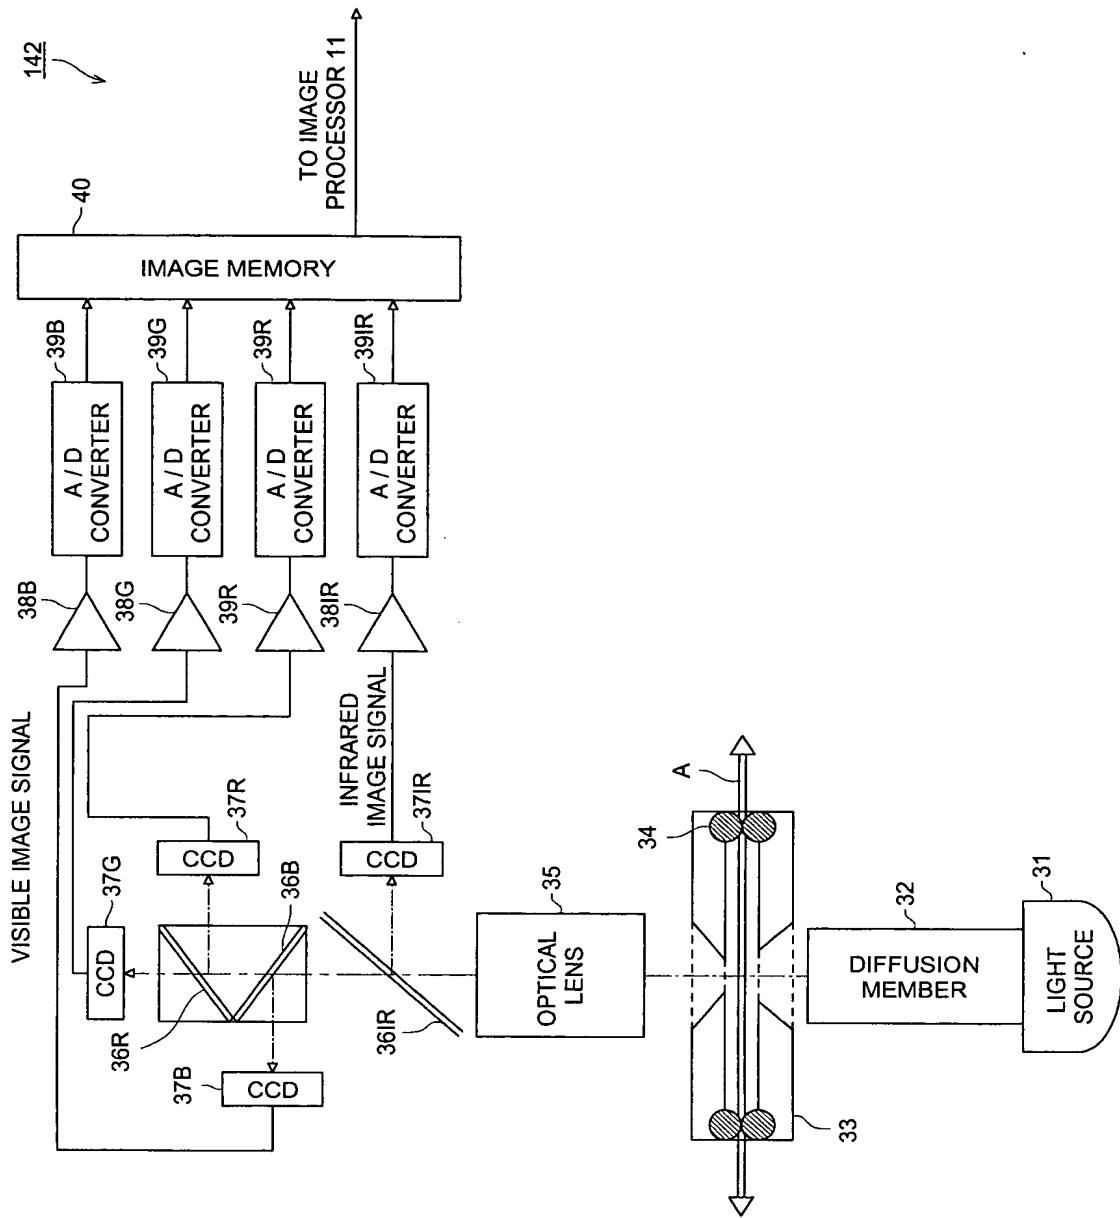 142
TO IMAGE
PROCESSOR 11
40
IMAGE MEMORY
39B
39G
39R
39IR
A / D
CONVERTER
A / D
CONVERTER
A / D
CONVERTER
A / D
CONVERTER
38B
38G
39R
38IR
VISIBLE IMAGE SIGNAL
INFRARED
IMAGE SIGNAL
37G
CCD
37R
CCD
37IR
CCD
36B
36R
37B
CCD
36IR
35
OPTICAL
LENS
A
34
33
32
DIFFUSION
MEMBER
31
LIGHT
SOURCE